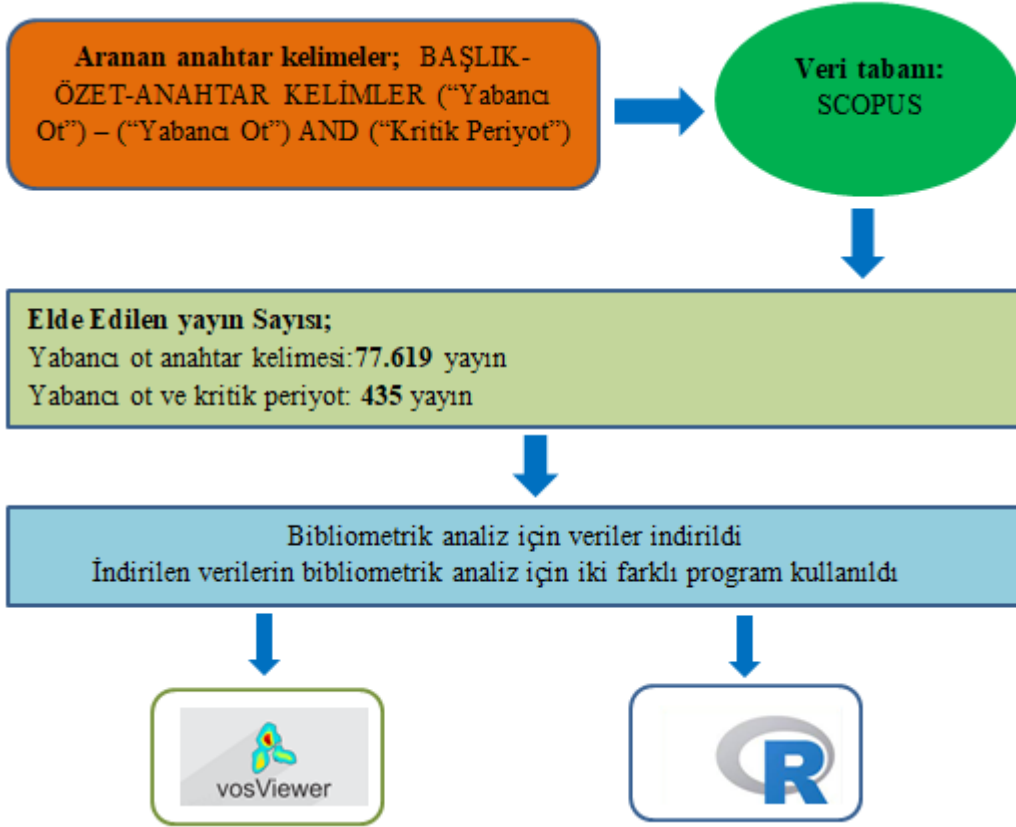 Aranan anahtar kelimeler; BAŞLIK-
ÖZET-ANAHTAR KELİMLER (“Yabancı
Ot”) – (“Yabancı Ot”) AND (“Kritik Periyot”)
Veri tabanı:
SCOPUS
Elde Edilen yayın Sayısı;
Yabancı ot anahtar kelimesi:77.619 yayın
Yabancı ot ve kritik periyot: 435 yayın
Bibliometrik analiz için veriler indirildi
İndirilen verilerin bibliometrik analiz için iki farklı program kullanıldı
vosViewer
R